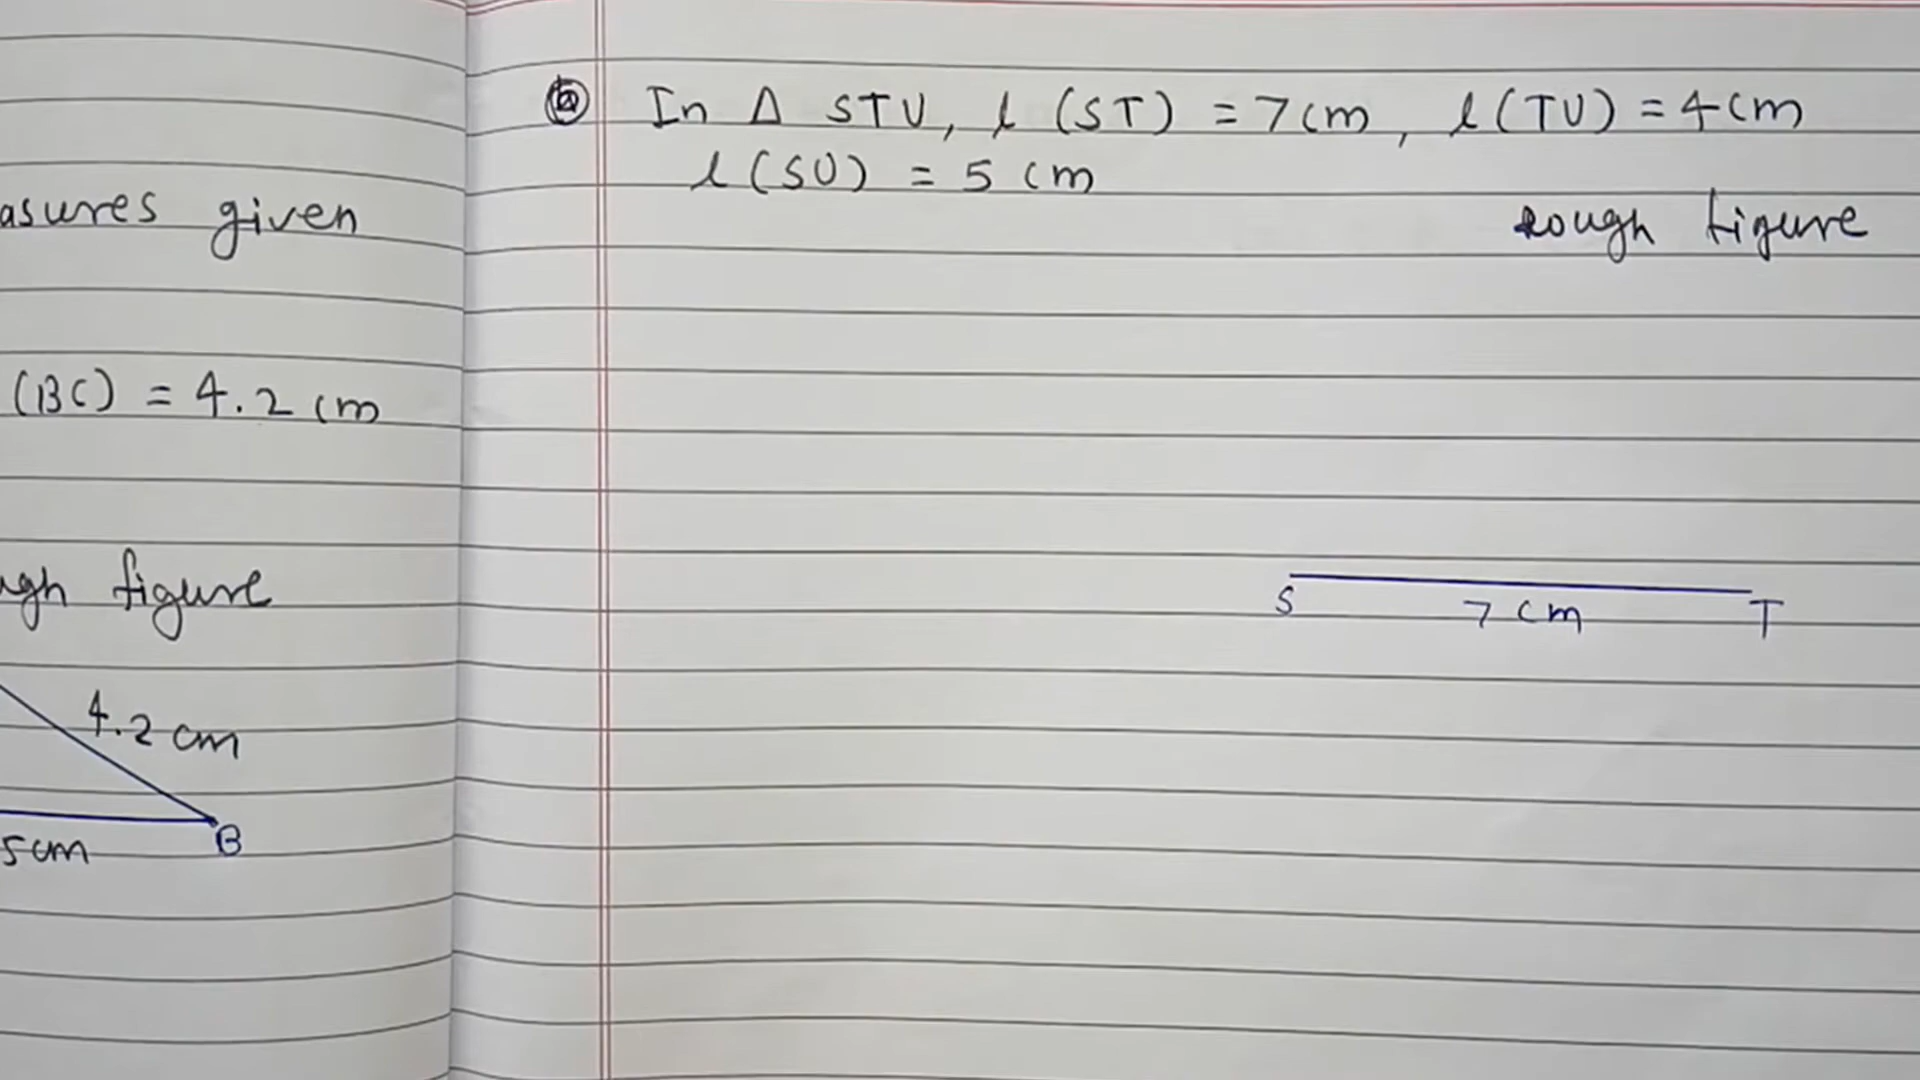 asures given
(BC) = 4.2 cm
ugh figure
4.2 cm
5cm
B
b In Δ STU, l (ST) = 7cm, l(TU) = 4cm
l(SU) = 5 cm
rough figure
S 7 cm T